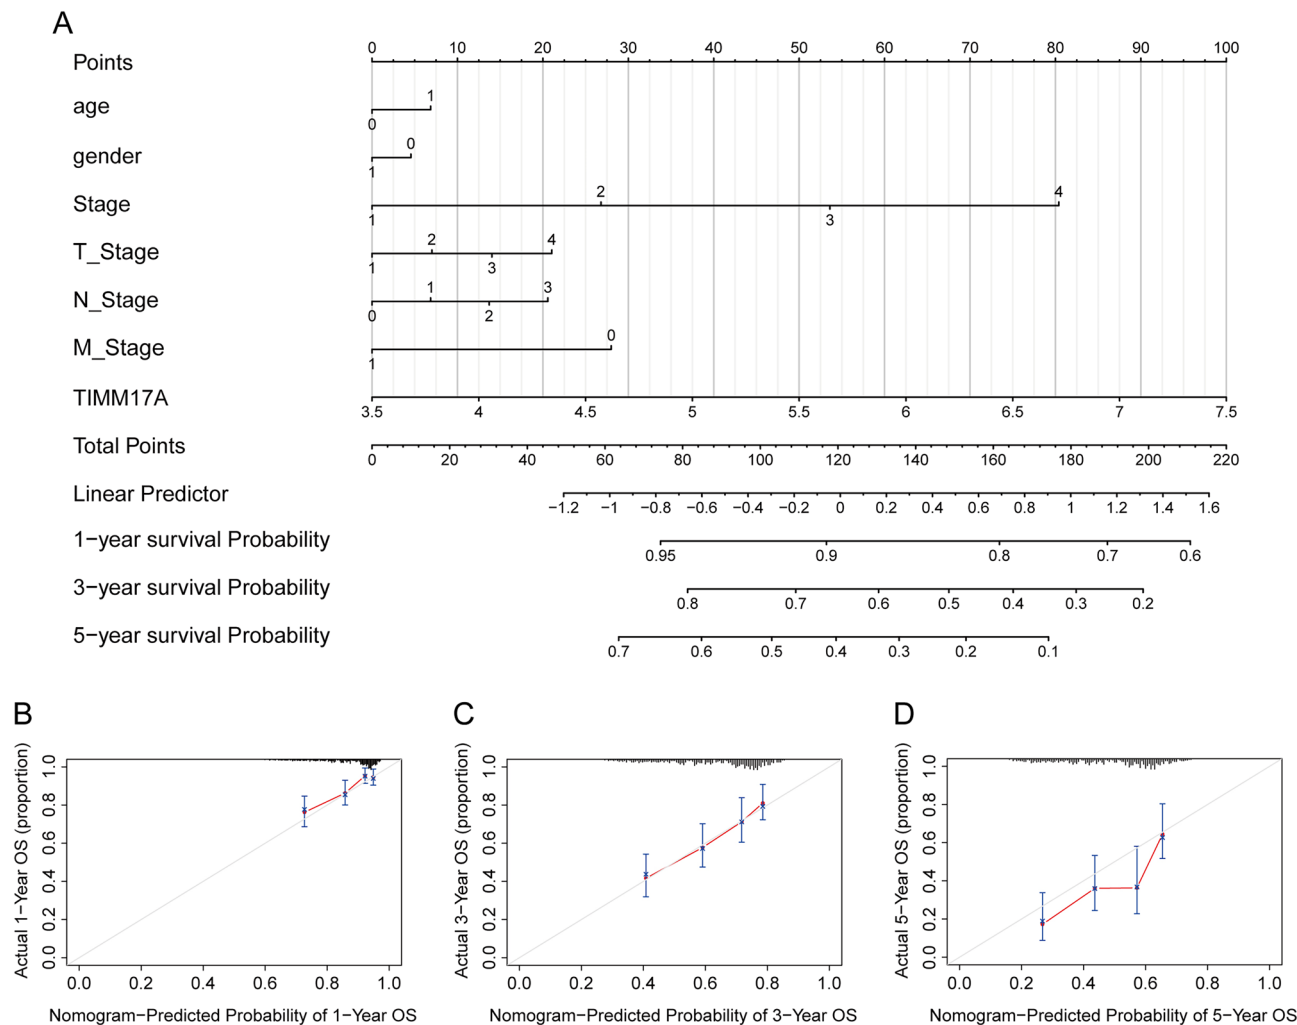 A
0 10 20 30 40 50 60 70 80 90 100
Points
1
age
0
0
gender
1
2 4
Stage
1 3
2 4
T_Stage
1 3
1 3
N_Stage
0 2
0
M_Stage
1
TIMM17A
3.5 4 4.5 5 5.5 6 6.5 7 7.5
Total Points
0 20 40 60 80 100 120 140 160 180 200 220
Linear Predictor
−1.2 −1 −0.8 −0.6 −0.4 −0.2 0 0.2 0.4 0.6 0.8 1 1.2 1.4 1.6
1−year survival Probability
0.95 0.9 0.8 0.7 0.6
3−year survival Probability
0.8 0.7 0.6 0.5 0.4 0.3 0.2
5−year survival Probability
0.7 0.6 0.5 0.4 0.3 0.2 0.1
B
Actual 1−Year OS (proportion)
0.0 0.2 0.4 0.6 0.8 1.0
0.0 0.2 0.4 0.6 0.8 1.0
Nomogram−Predicted Probability of 1−Year OS
C
Actual 3−Year OS (proportion)
0.0 0.2 0.4 0.6 0.8 1.0
0.0 0.2 0.4 0.6 0.8 1.0
Nomogram−Predicted Probability of 3−Year OS
D
Actual 5−Year OS (proportion)
0.0 0.2 0.4 0.6 0.8 1.0
0.0 0.2 0.4 0.6 0.8 1.0
Nomogram−Predicted Probability of 5−Year OS